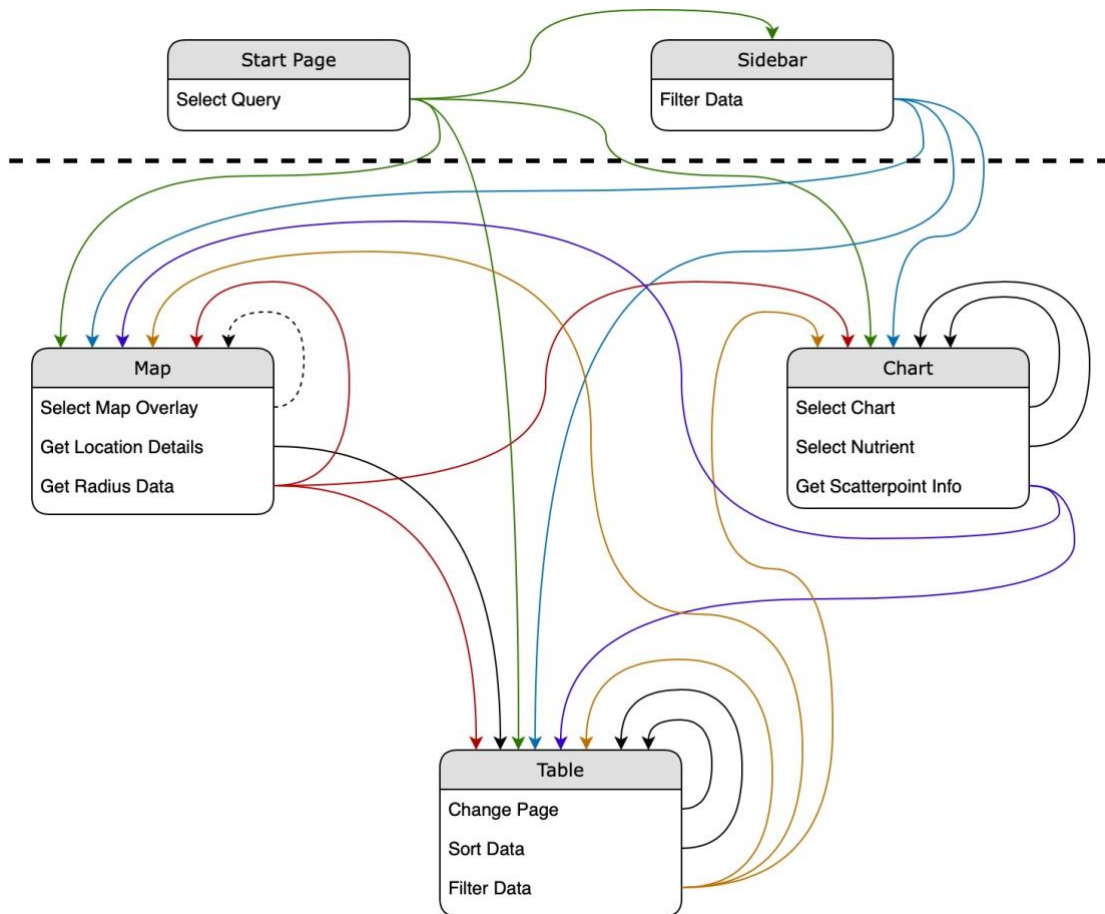 Start Page
Select Query
Sidebar
Filter Data
Map
Select Map Overlay
Get Location Details
Get Radius Data
Chart
Select Chart
Select Nutrient
Get Scatterpoint Info
Table
Change Page
Sort Data
Filter Data